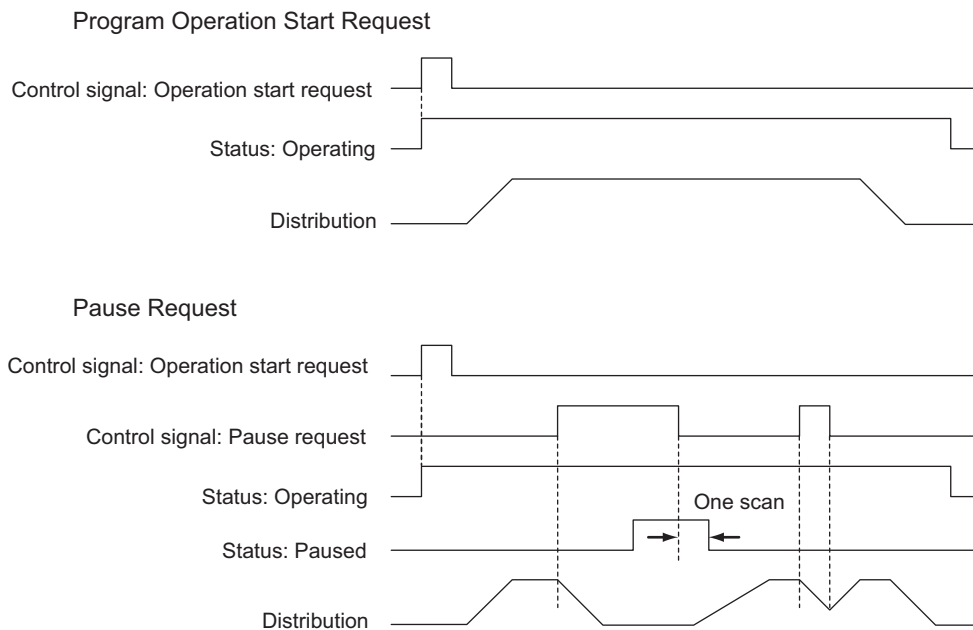 Program Operation Start Request
Control signal: Operation start request
Status: Operating
Distribution
Pause Request
Control signal: Operation start request
Control signal: Pause request
Status: Operating
One scan
Status: Paused
Distribution